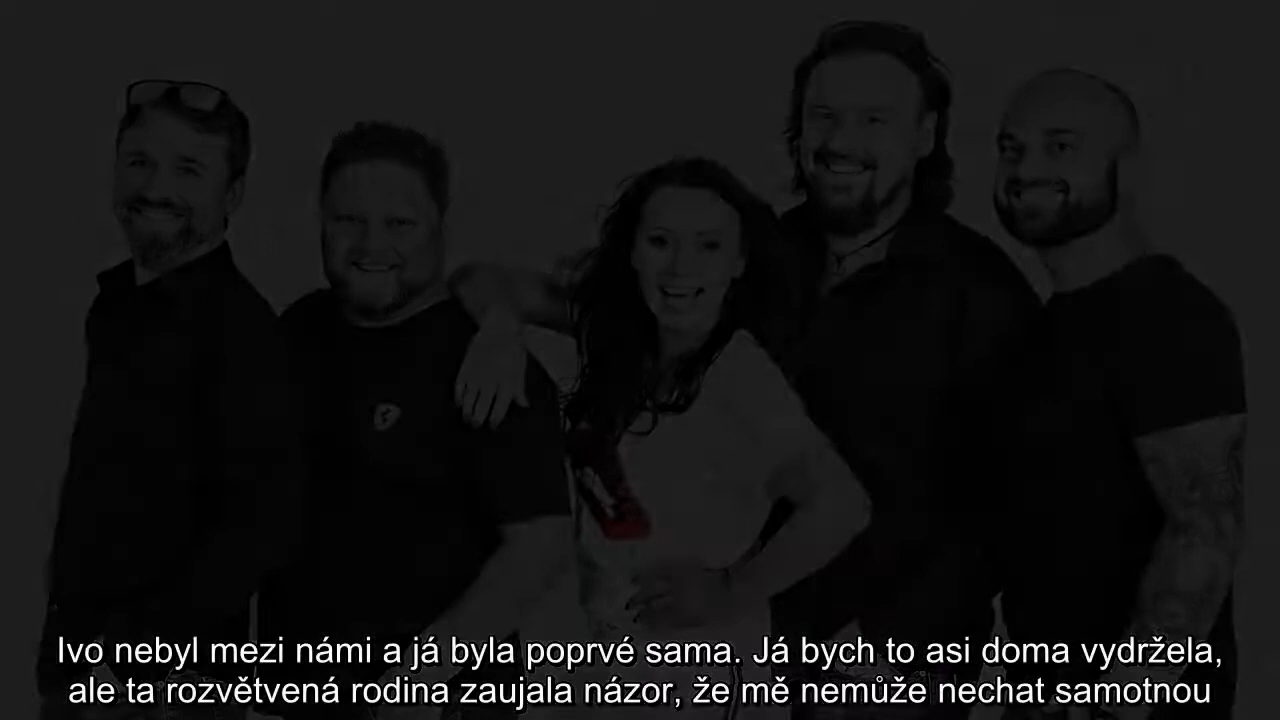 Ivo nebyl mezi námi a já byla poprvé sama. Já bych to asi doma vydržela,
ale ta rozvětvená rodina zaujala názor, že mě nemůže nechat samotnou